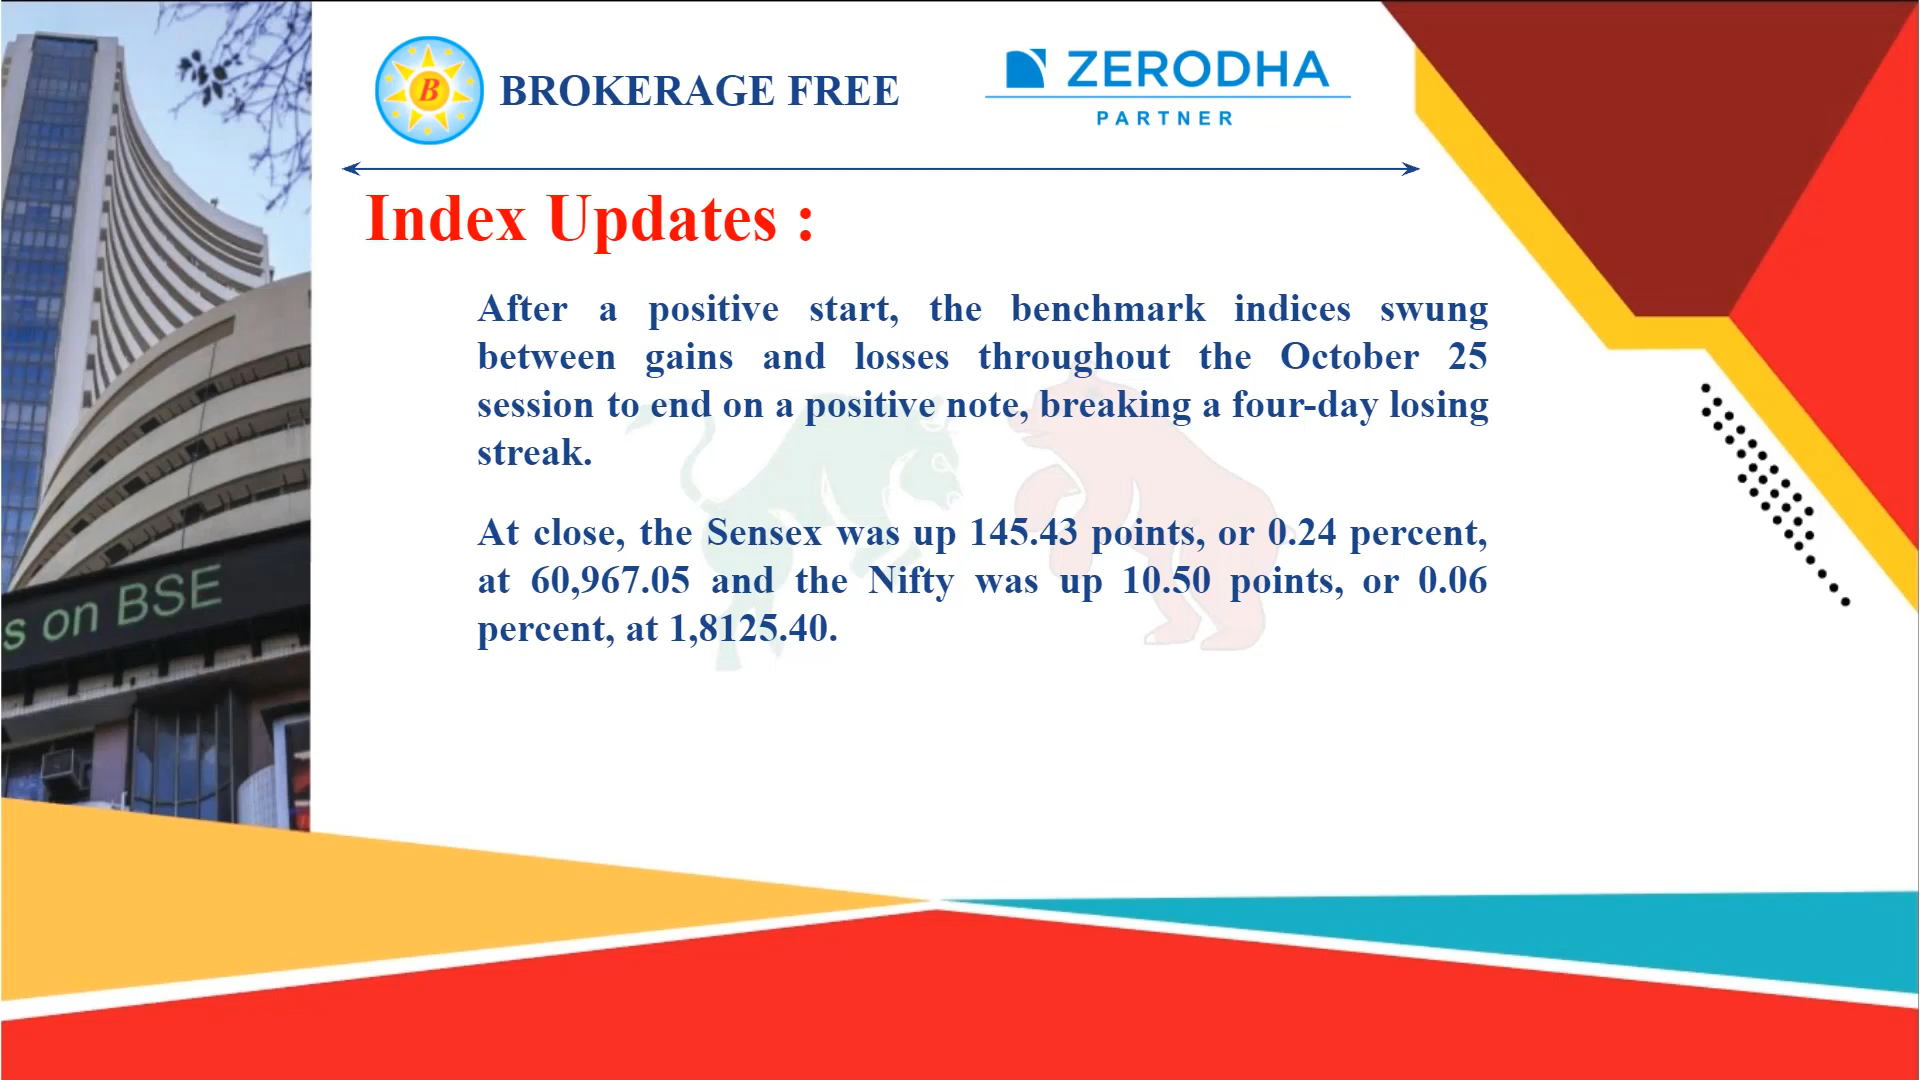 B
BROKERAGE FREE
ZERODHA
PARTNER
Index Updates :
After a positive start, the benchmark indices swung
between gains and losses throughout the October 25
session to end on a positive note, breaking a four-day losing
streak.
At close, the Sensex was up 145.43 points, or 0.24 percent,
at 60,967.05 and the Nifty was up 10.50 points, or 0.06
percent, at 1,8125.40.
s on BSE